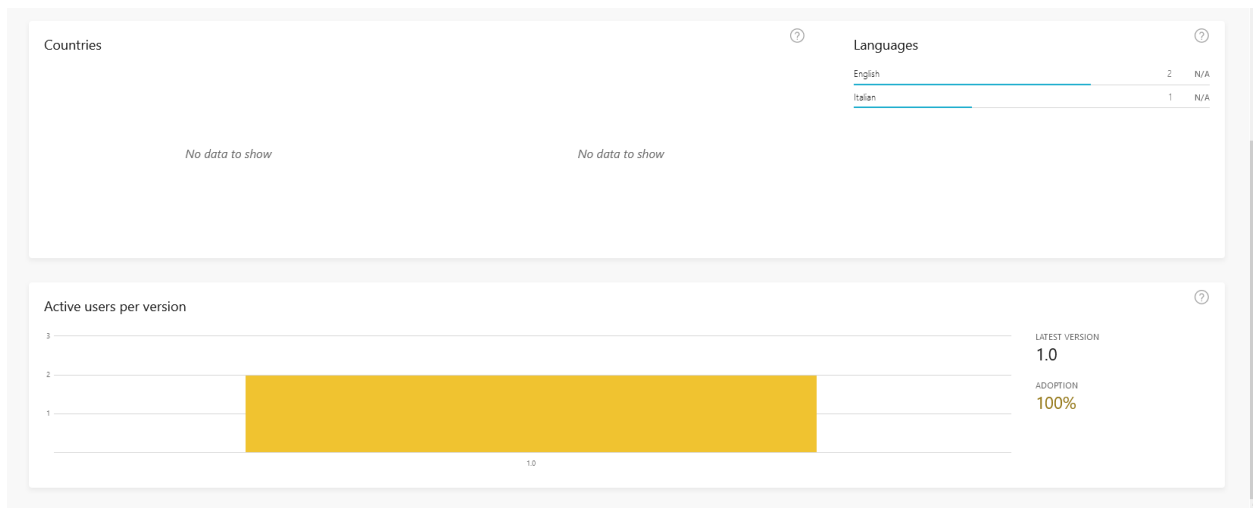 Countries
?
Languages
?
English 2 N/A
Italian 1 N/A
No data to show
No data to show
Active users per version
?
3
2
1
1.0
LATEST VERSION
1.0
ADOPTION
100%